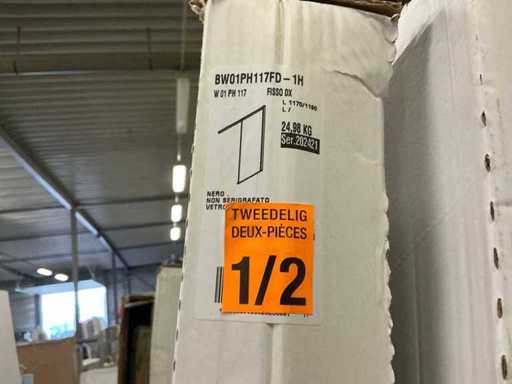 BW01PH117FD-1H
W 01 PH 117 FISSO DX
L 1170/1190
L /
24,98 KG
Ser.202421
NERO
NON SERIGRAFATO
TWEEDELIG
DEUX-PIÈCES
1/2